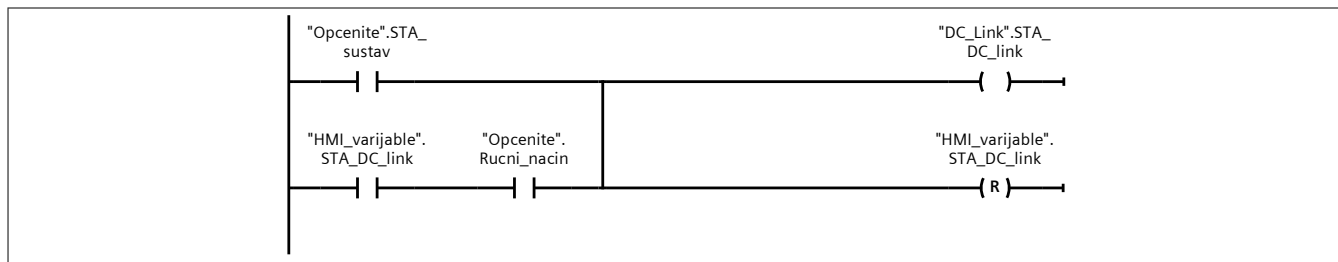 "Opcenite".STA_
sustav
"DC_Link".STA_
DC_link
"HMI_varijable".
STA_DC_link
"Opcenite".
Rucni_nacin
"HMI_varijable".
STA_DC_link
R